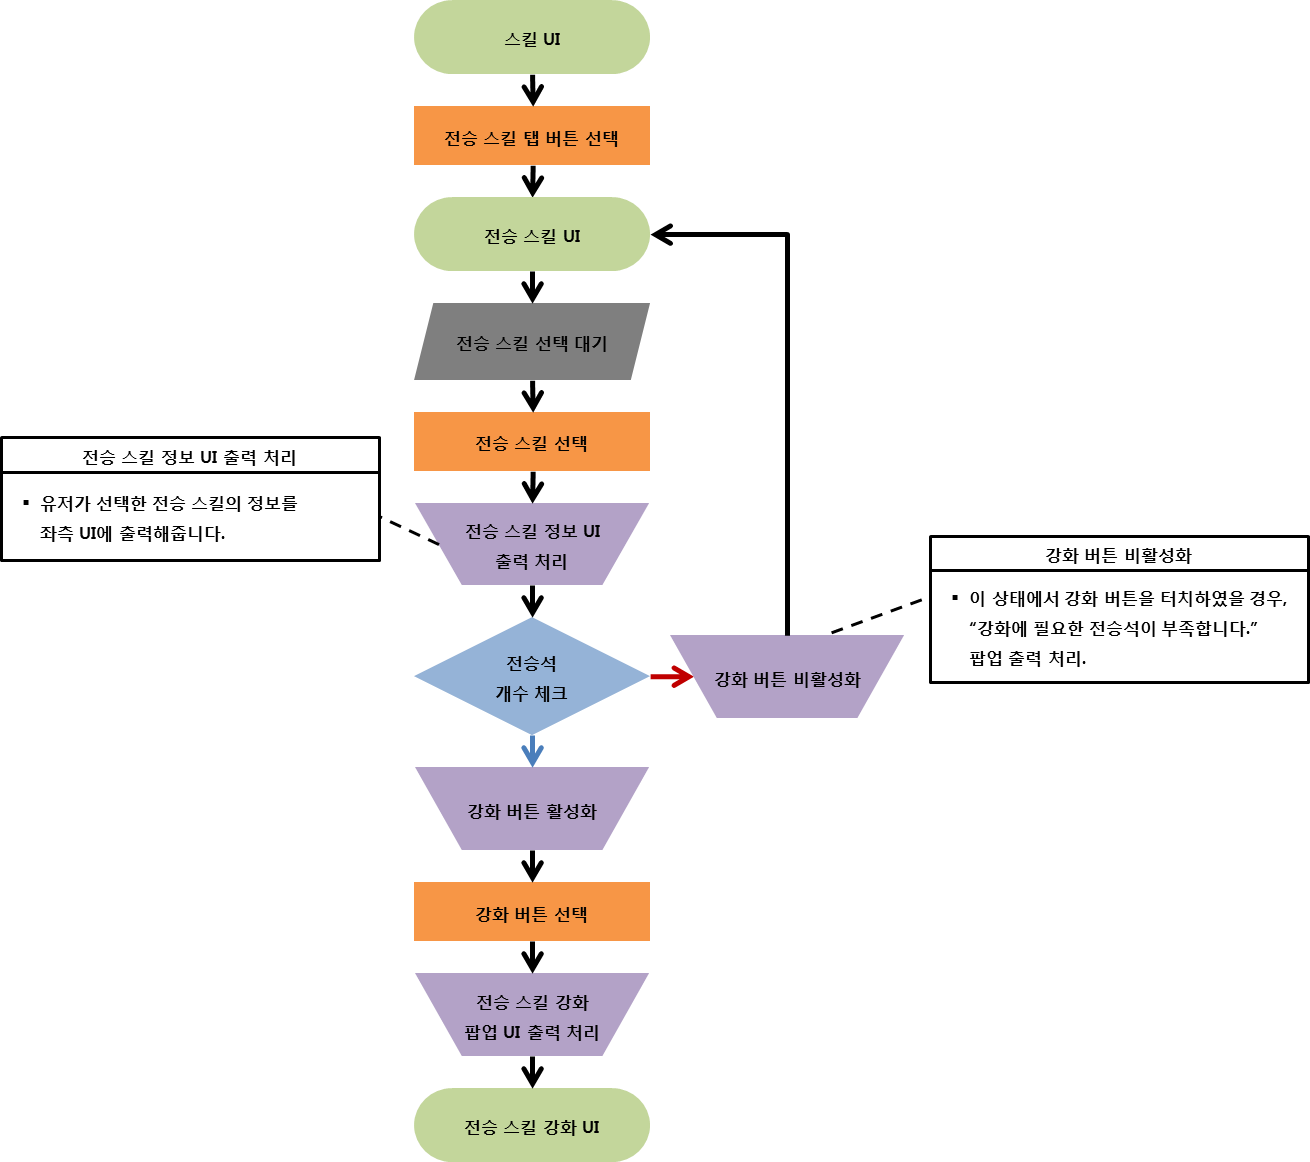 스킬 UI
전승 스킬 탭 버튼 선택
전승 스킬 UI
전승 스킬 선택 대기
전승 스킬 선택
전승 스킬 정보 UI 출력 처리
▪ 유저가 선택한 전승 스킬의 정보를
좌측 UI에 출력해줍니다.
전승 스킬 정보 UI
출력 처리
전승석
개수 체크
강화 버튼 비활성화
강화 버튼 비활성화
▪ 이 상태에서 강화 버튼을 터치하였을 경우,
“강화에 필요한 전승석이 부족합니다.”
팝업 출력 처리.
강화 버튼 활성화
강화 버튼 선택
전승 스킬 강화
팝업 UI 출력 처리
전승 스킬 강화 UI